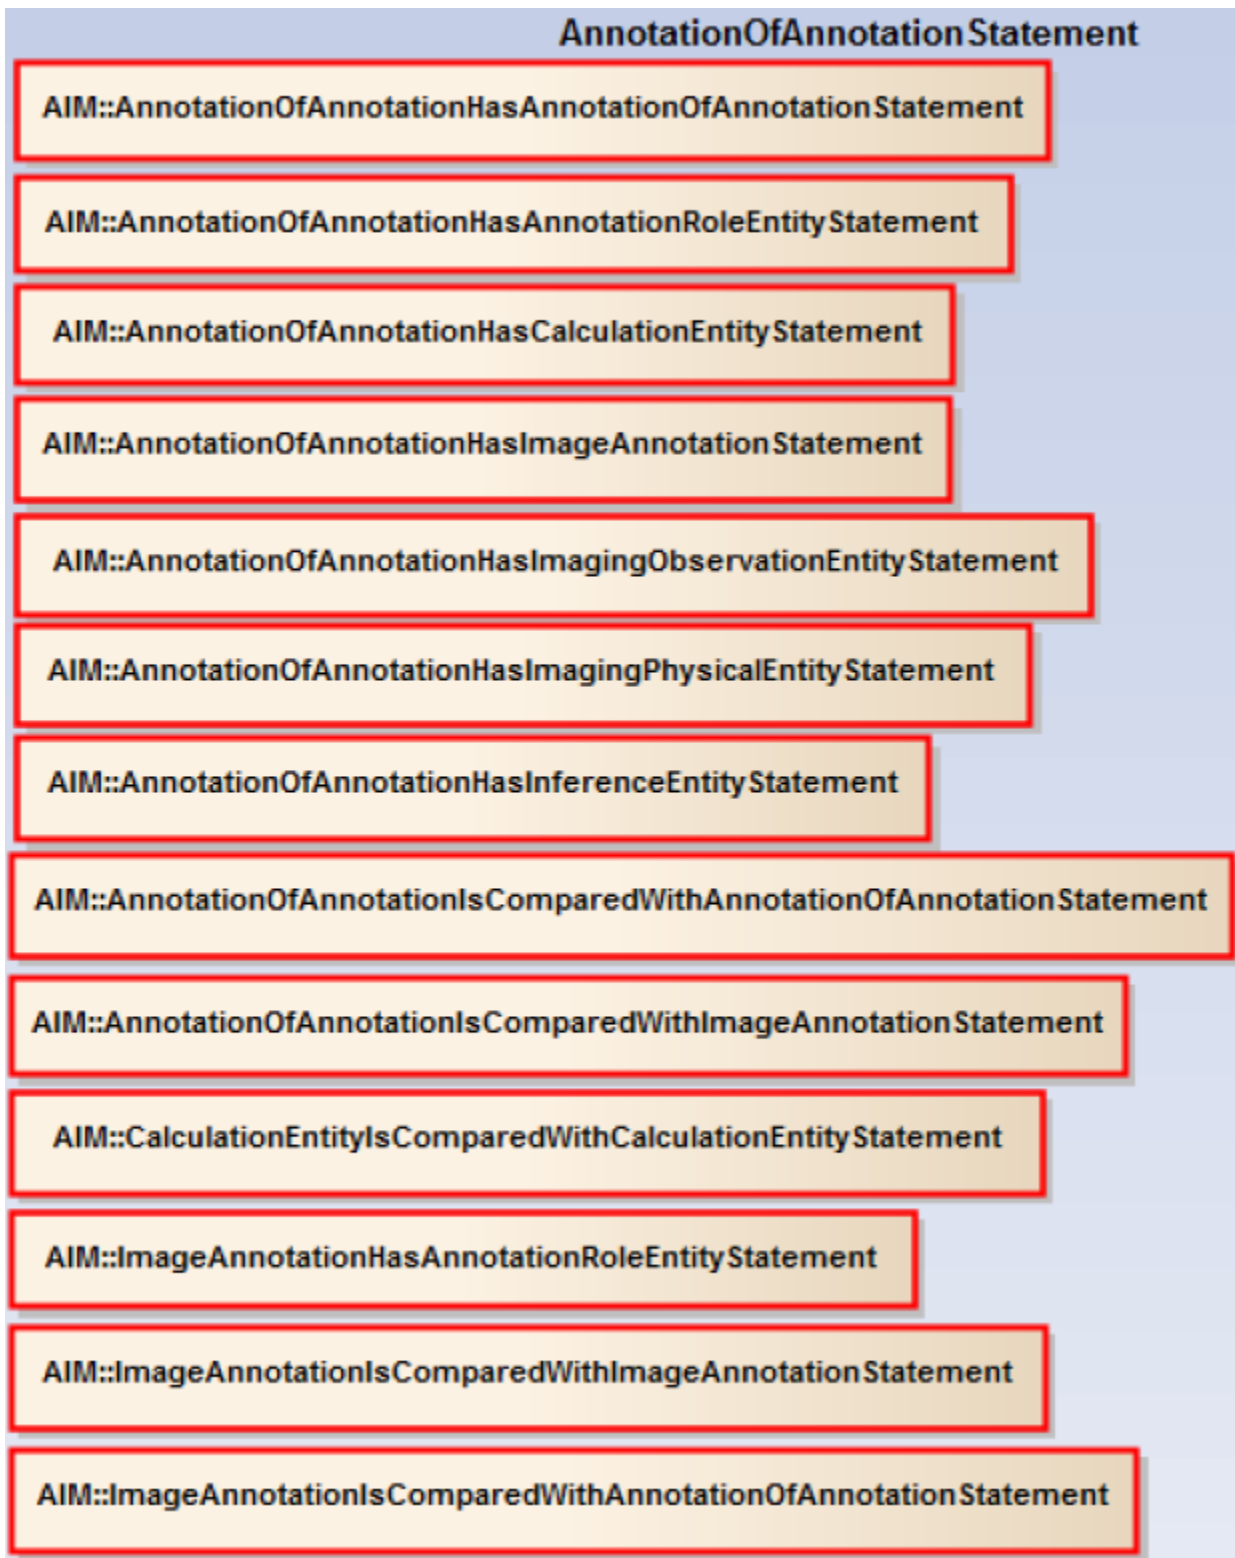 AnnotationOfAnnotationStatement
AIM::AnnotationOfAnnotationHasAnnotationOfAnnotationStatement
AIM::AnnotationOfAnnotationHasAnnotationRoleEntityStatement
AIM::AnnotationOfAnnotationHasCalculationEntityStatement
AIM::AnnotationOfAnnotationHasImageAnnotationStatement
AIM::AnnotationOfAnnotationHasImagingObservationEntityStatement
AIM::AnnotationOfAnnotationHasImagingPhysicalEntityStatement
AIM::AnnotationOfAnnotationHasInferenceEntityStatement
AIM::AnnotationOfAnnotationIsComparedWithAnnotationOfAnnotationStatement
AIM::AnnotationOfAnnotationIsComparedWithImageAnnotationStatement
AIM::CalculationEntityIsComparedWithCalculationEntityStatement
AIM::ImageAnnotationHasAnnotationRoleEntityStatement
AIM::ImageAnnotationIsComparedWithImageAnnotationStatement
AIM::ImageAnnotationIsComparedWithAnnotationOfAnnotationStatement